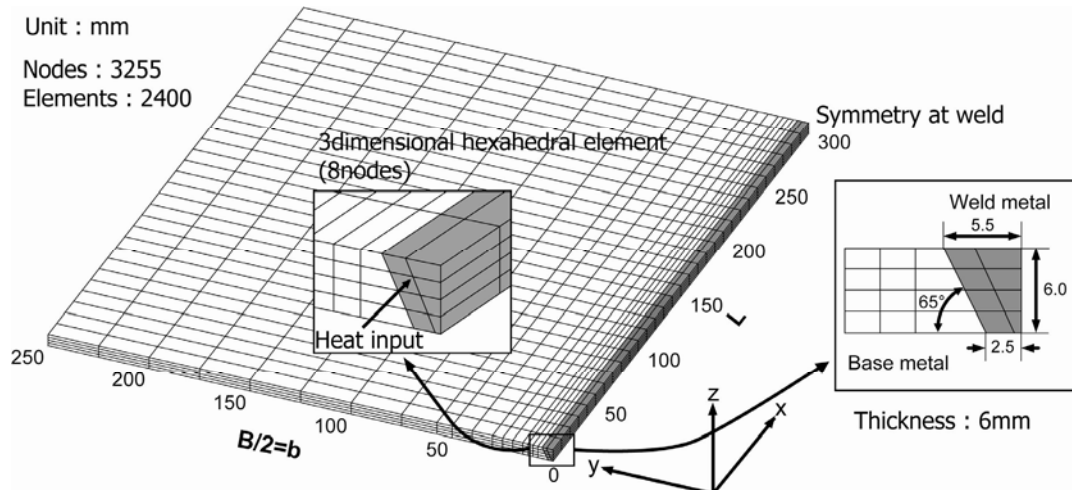 Unit : mm
Nodes : 3255
Elements : 2400
3dimensional hexahedral element
(8nodes)
Heat input
Symmetry at weld
300
250
200
150
100
50
0
L
250
200
150
100
50
B/2=b
z
x
y
Weld metal
5.5
65°
6.0
2.5
Base metal
Thickness : 6mm